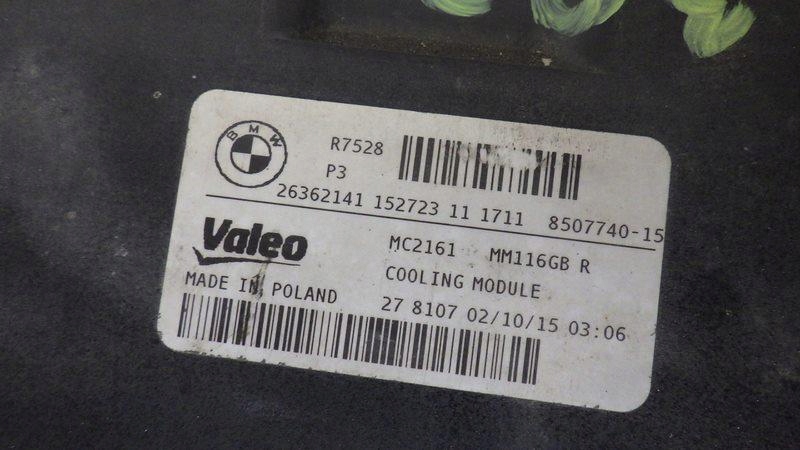 BMW
R7528
P3
26362141 152723 11 1711 8507740-15
Valeo
MC2161 MM116GB R
COOLING MODULE
MADE IN POLAND
27 8107 02/10/15 03:06